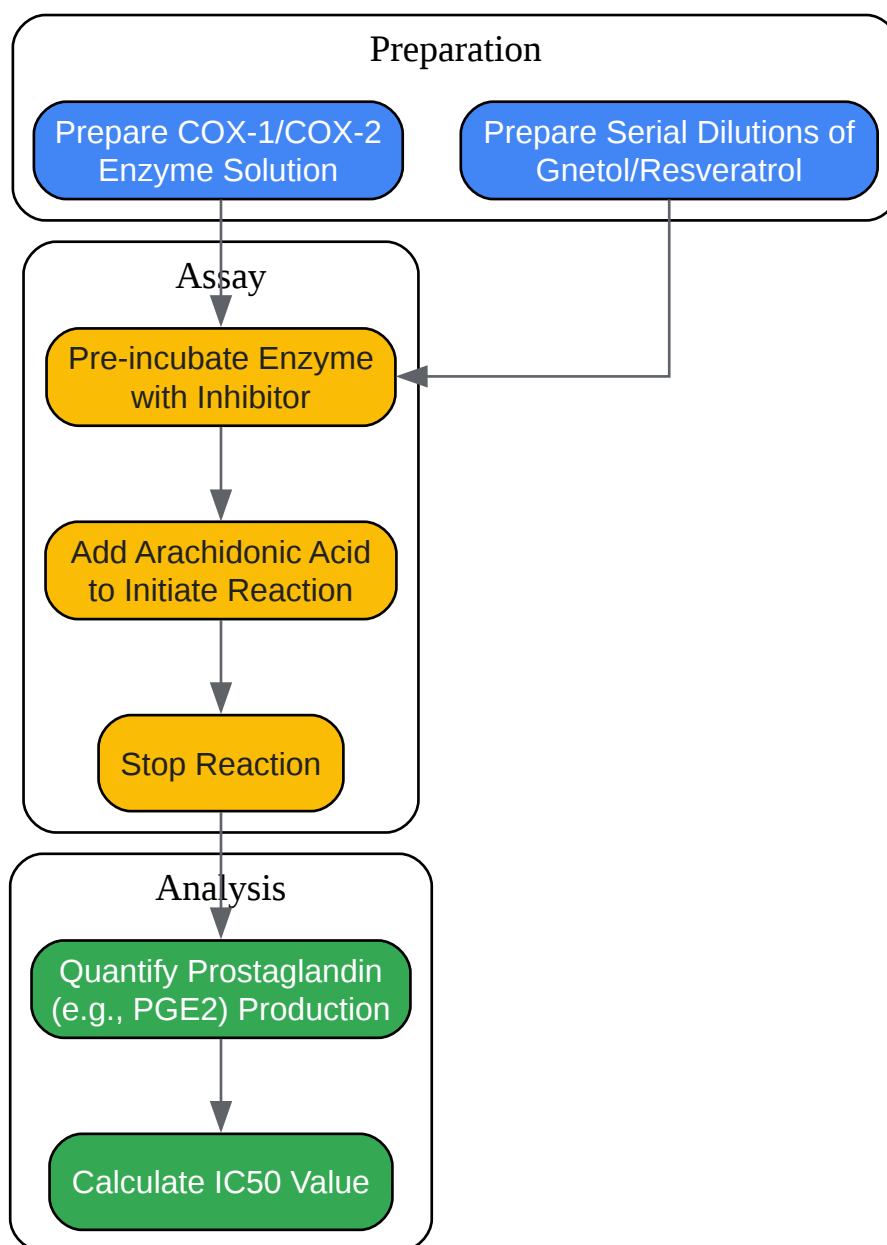 Preparation
Prepare COX-1/COX-2
Enzyme Solution
Prepare Serial Dilutions of
Gnetol/Resveratrol
Assay
Pre-incubate Enzyme
with Inhibitor
Add Arachidonic Acid
to Initiate Reaction
Stop Reaction
Analysis
Quantify Prostaglandin
(e.g., PGE2) Production
Calculate IC50 Value